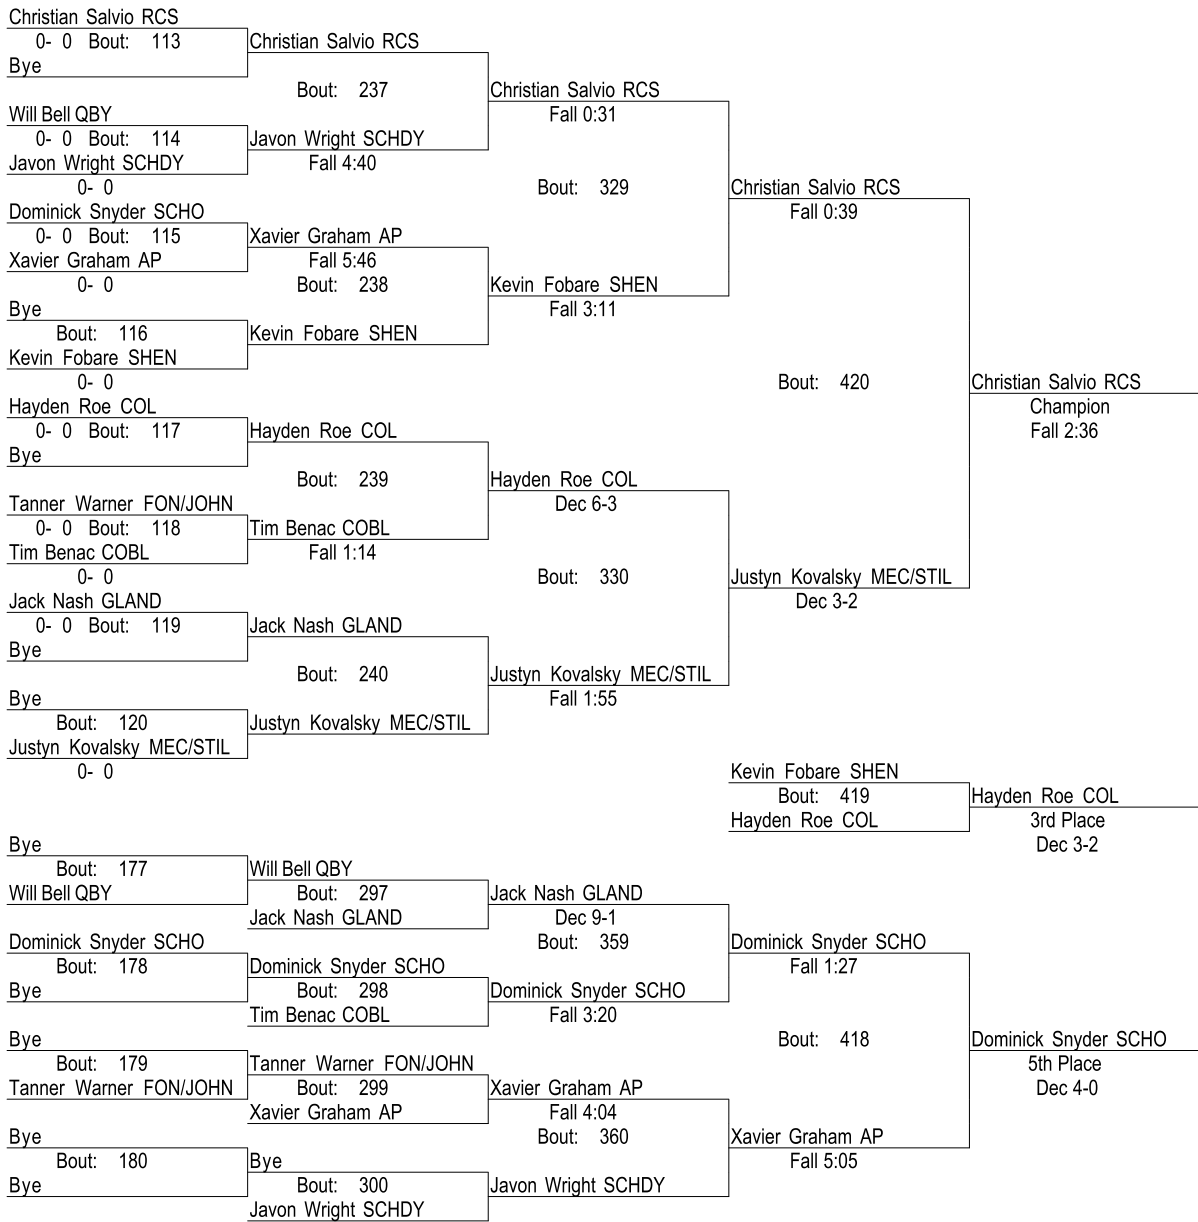 Christian Salvio RCS
0- 0 Bout: 113 Christian Salvio RCS
Bye
Bout: 237 Christian Salvio RCS
Will Bell QBY Fall 0:31
0- 0 Bout: 114 Javon Wright SCHDY
Javon Wright SCHDY Fall 4:40
0- 0 Bout: 329 Christian Salvio RCS
Dominick Snyder SCHO Fall 0:39
0- 0 Bout: 115 Xavier Graham AP
Xavier Graham AP Fall 5:46
0- 0 Bout: 238 Kevin Fobare SHEN
Bye Fall 3:11
Bout: 116 Kevin Fobare SHEN
Kevin Fobare SHEN
0- 0 Bout: 420 Christian Salvio RCS
Hayden Roe COL Champion
0- 0 Bout: 117 Hayden Roe COL Fall 2:36
Bye
Bout: 239 Hayden Roe COL
Tanner Warner FON/JOHN Dec 6-3
0- 0 Bout: 118 Tim Benac COBL
Tim Benac COBL Fall 1:14
0- 0 Bout: 330 Justyn Kovalsky MEC/STIL
Jack Nash GLAND Dec 3-2
0- 0 Bout: 119 Jack Nash GLAND
Bye
Bout: 240 Justyn Kovalsky MEC/STIL
Bye Fall 1:55
Bout: 120 Justyn Kovalsky MEC/STIL
Justyn Kovalsky MEC/STIL
0- 0 Kevin Fobare SHEN
Bout: 419 Hayden Roe COL
Hayden Roe COL 3rd Place
Bye Dec 3-2
Bout: 177 Will Bell QBY
Will Bell QBY Bout: 297 Jack Nash GLAND
Jack Nash GLAND Dec 9-1
Dominick Snyder SCHO Bout: 359 Dominick Snyder SCHO
Bout: 178 Dominick Snyder SCHO Fall 1:27
Bye Bout: 298 Dominick Snyder SCHO
Tim Benac COBL Fall 3:20
Bye Bout: 418 Dominick Snyder SCHO
Bout: 179 Tanner Warner FON/JOHN 5th Place
Tanner Warner FON/JOHN Bout: 299 Xavier Graham AP Dec 4-0
Xavier Graham AP Fall 4:04
Bye Bout: 360 Xavier Graham AP
Bout: 180 Bye Fall 5:05
Bye Bout: 300 Javon Wright SCHDY
Javon Wright SCHDY